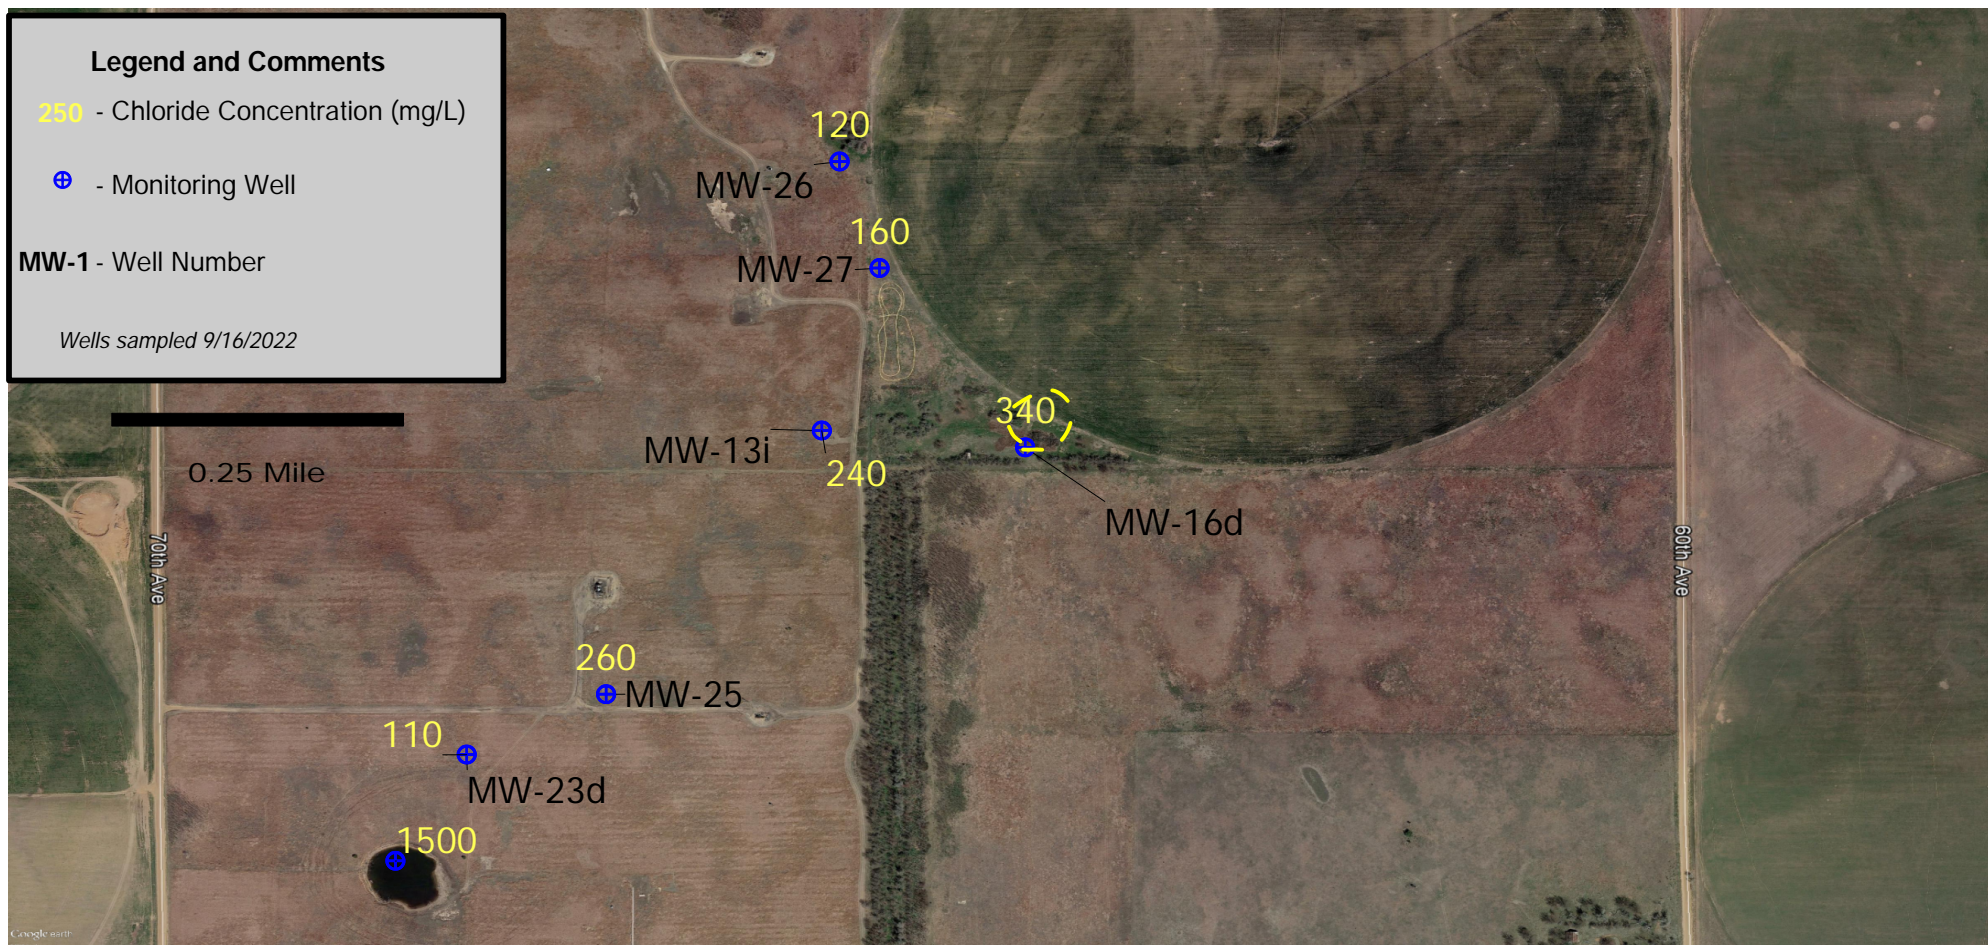 Legend and Comments
250 - Chloride Concentration (mg/L)
- Monitoring Well
MW-1 - Well Number
Wells sampled 9/16/2022
0.25 Mile
120
MW-26
160
MW-27
340
MW-13i
240
MW-16d
70th Ave
60th Ave
260
MW-25
110
MW-23d
1500
Google earth